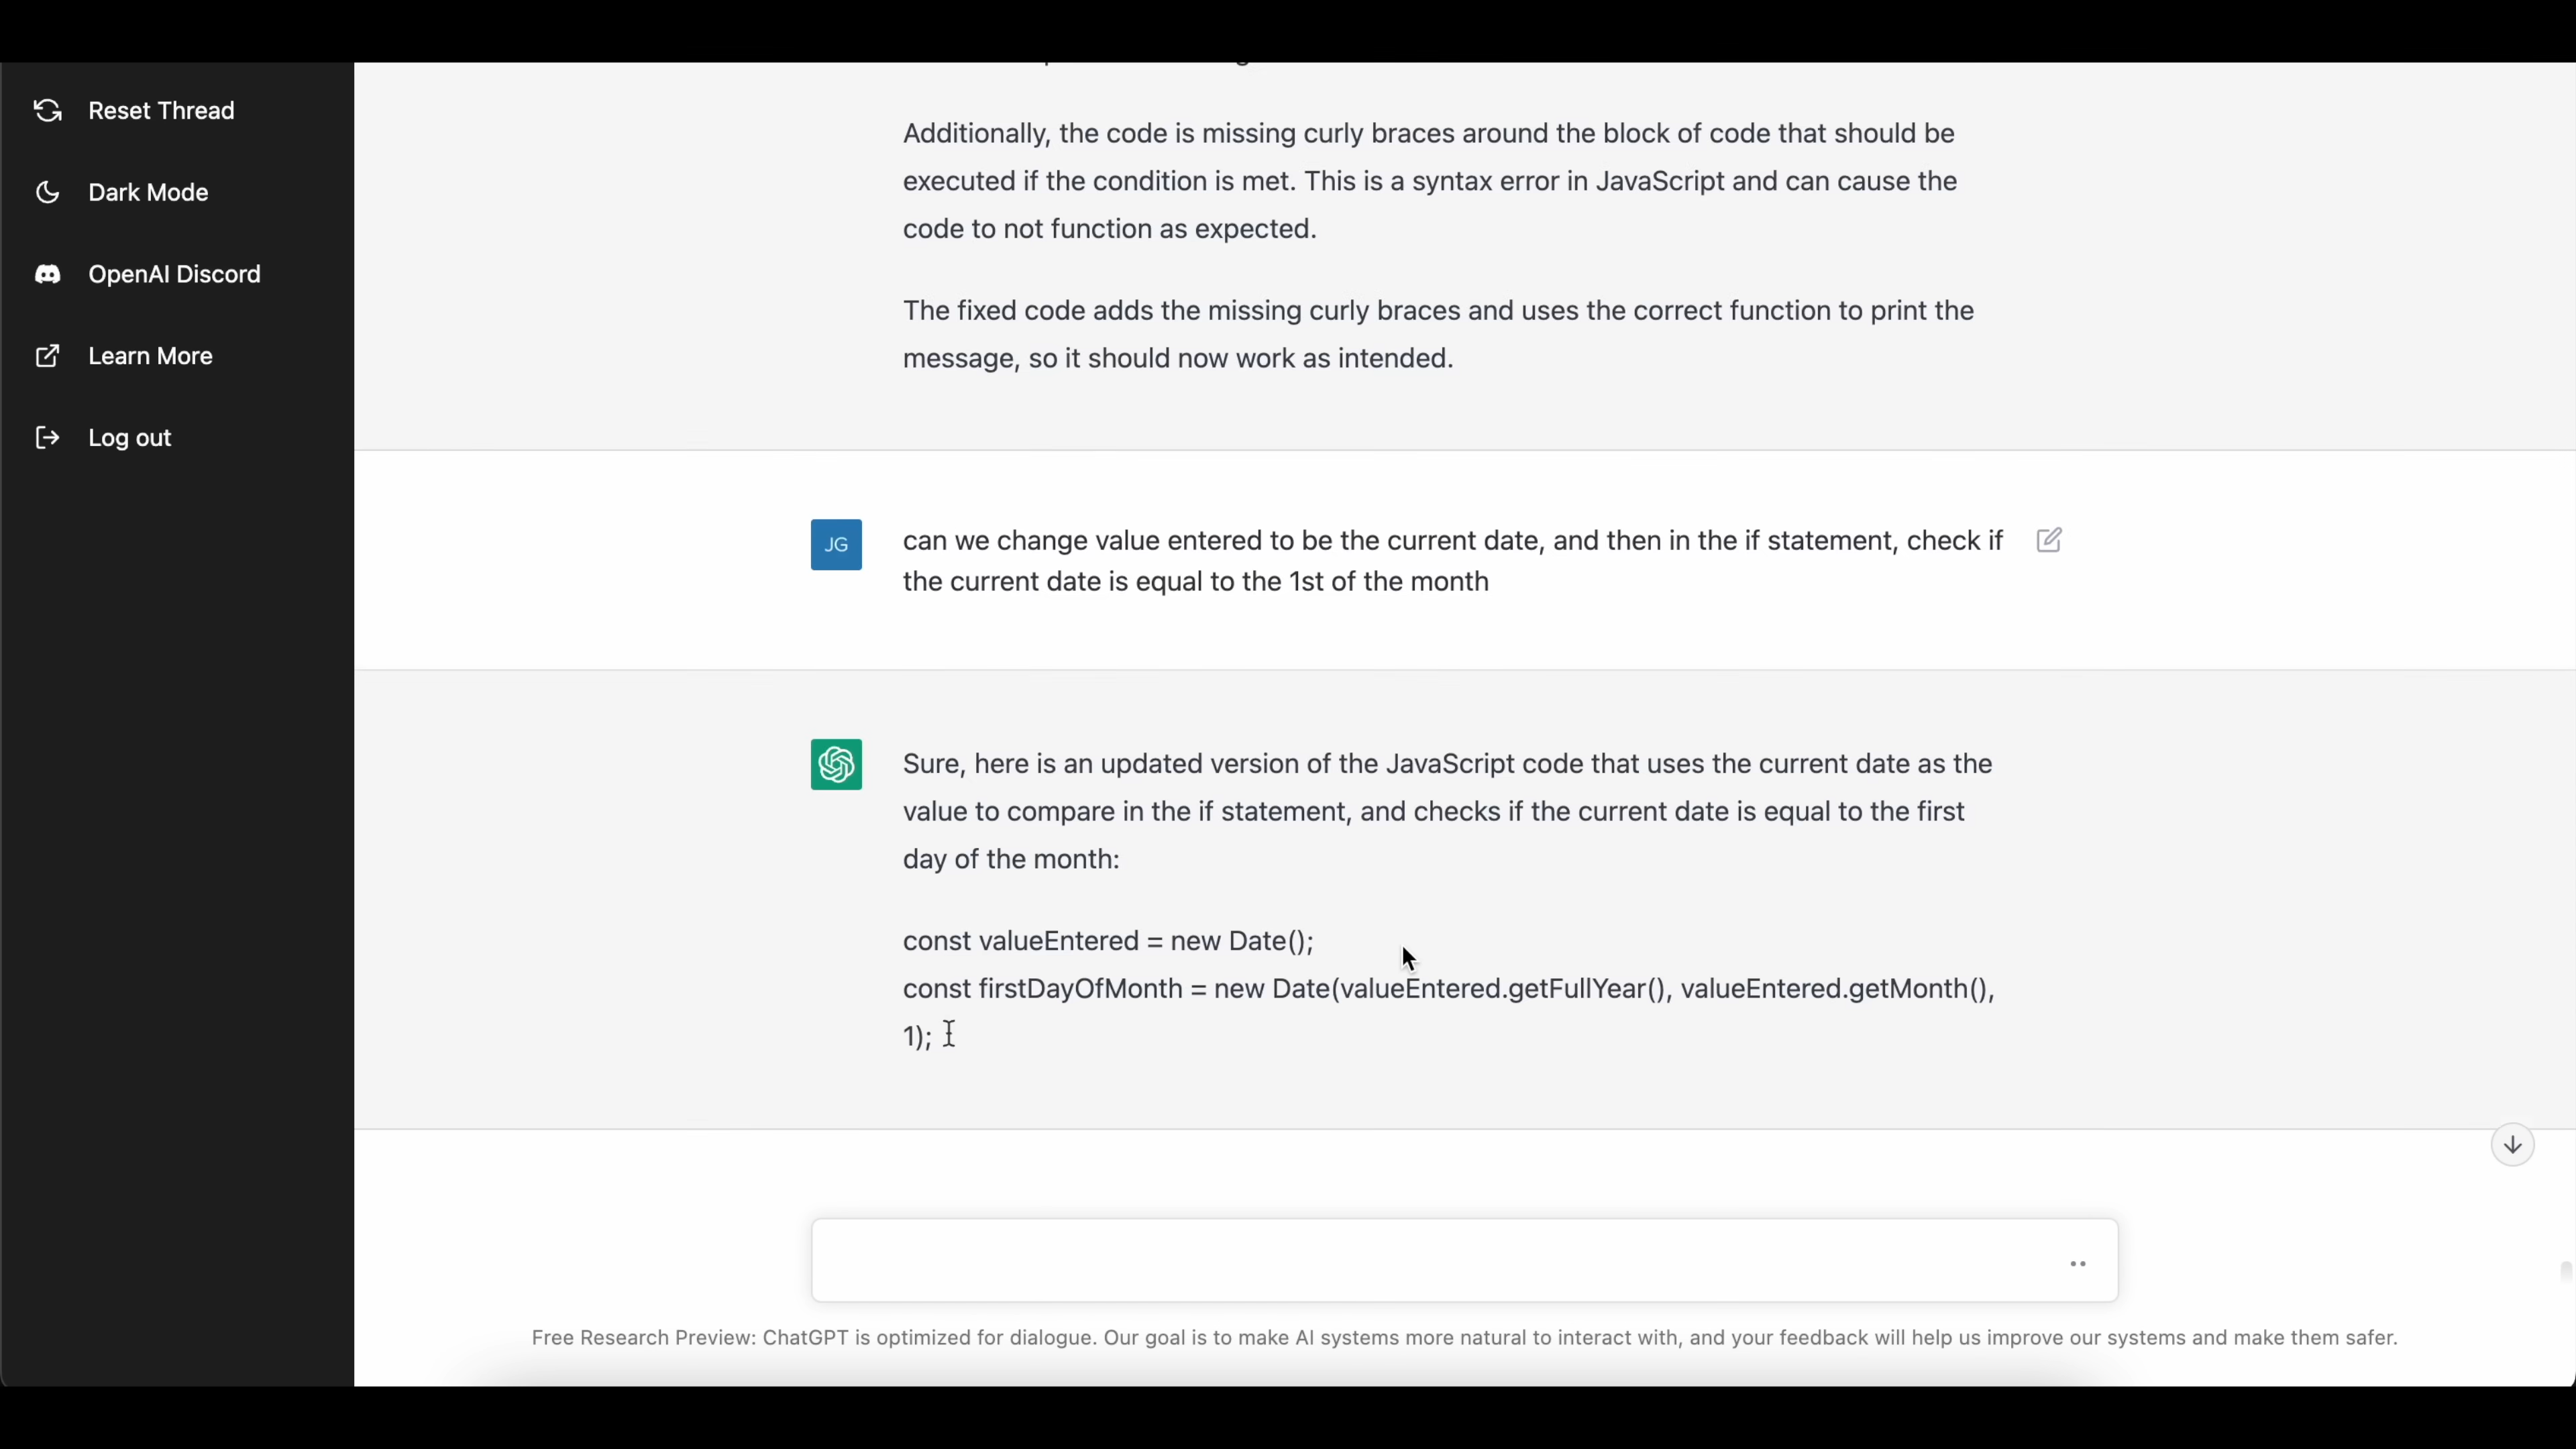 Reset Thread
Dark Mode
OpenAI Discord
Learn More
Log out
Additionally, the code is missing curly braces around the block of code that should be
executed if the condition is met. This is a syntax error in JavaScript and can cause the
code to not function as expected.
The fixed code adds the missing curly braces and uses the correct function to print the
message, so it should now work as intended.
JG
can we change value entered to be the current date, and then in the if statement, check if
the current date is equal to the 1st of the month
Sure, here is an updated version of the JavaScript code that uses the current date as the
value to compare in the if statement, and checks if the current date is equal to the first
day of the month:
const valueEntered = new Date();
const firstDayOfMonth = new Date(valueEntered.getFullYear(), valueEntered.getMonth(),
1);
Free Research Preview: ChatGPT is optimized for dialogue. Our goal is to make AI systems more natural to interact with, and your feedback will help us improve our systems and make them safer.